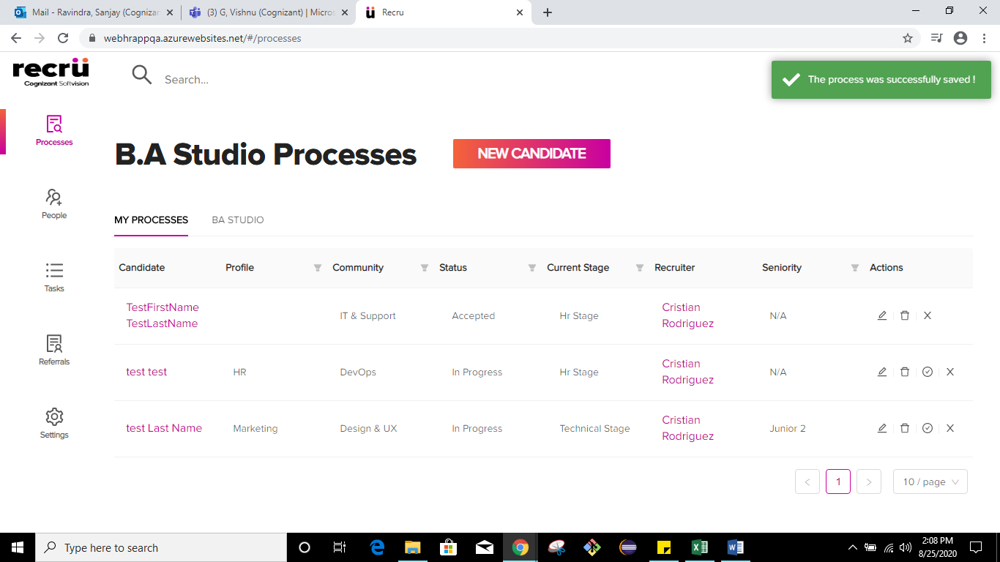 Mail - Ravindra, Sanjay (Cogniza
(3) G, Vishnu (Cognizant) | Micros
Recru
webhrappqa.azurewebsites.net/#/processes
recrü
Cognizant Softvision
Search...
The process was successfully saved !
Processes
People
Tasks
Referrals
Settings
B.A Studio Processes
NEW CANDIDATE
MY PROCESSES BA STUDIO
Candidate Profile Community Status Current Stage Recruiter Seniority Actions
TestFirstName TestLastName IT & Support Accepted Hr Stage Cristian Rodriguez N/A X
test test HR DevOps In Progress Hr Stage Cristian Rodriguez N/A X
test Last Name Marketing Design & UX In Progress Technical Stage Cristian Rodriguez Junior 2 X
< 1 > 10 / page
Type here to search
2:08 PM
8/25/2020